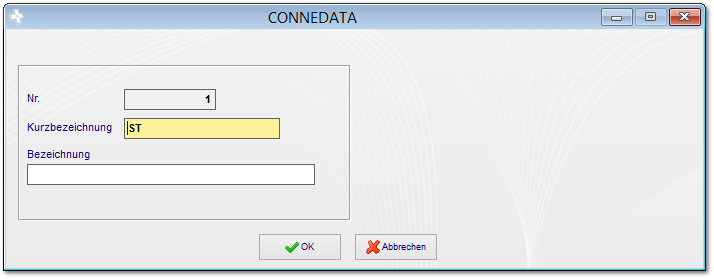 CONNEDATA
Nr. 1
Kurzbezeichnung ST
Bezeichnung
OK Abbrechen